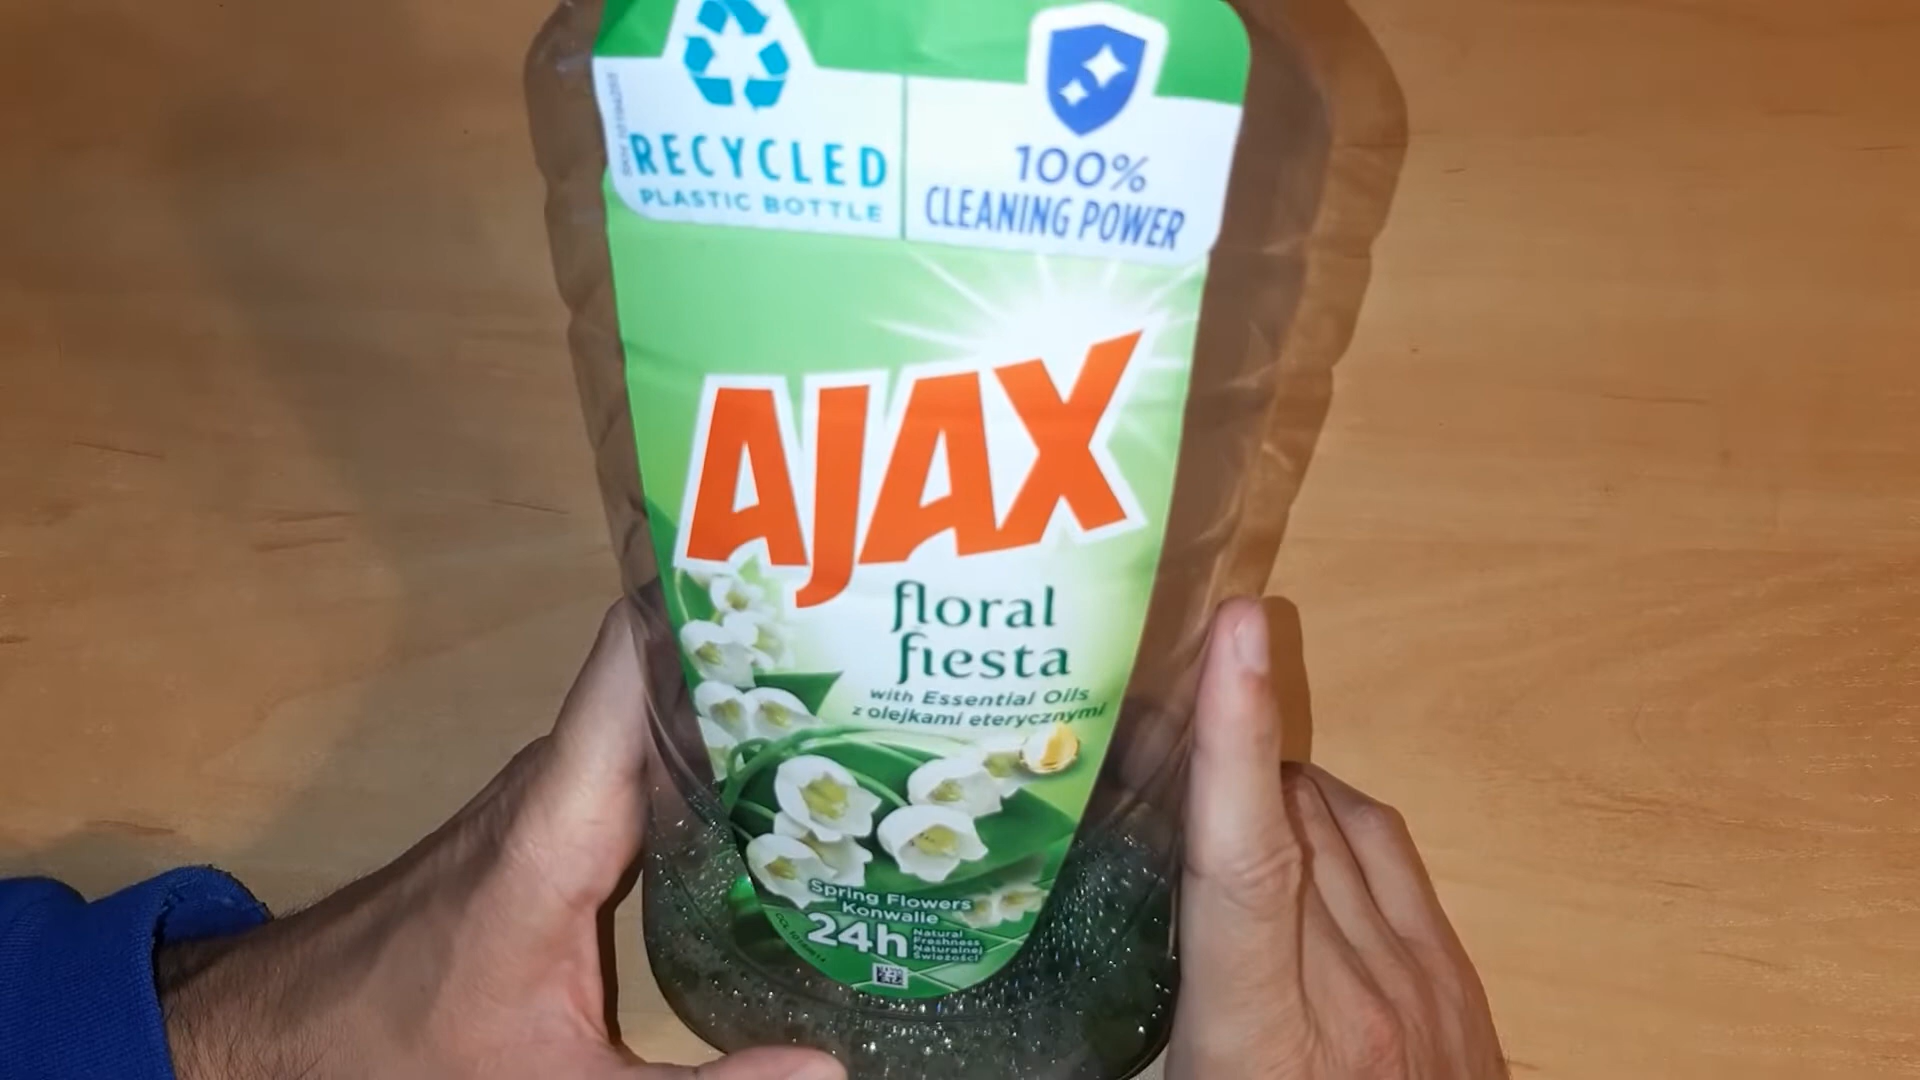 RECYCLED
PLASTIC BOTTLE
100%
CLEANING POWER
AJAX
floral
fiesta
with Essential Oils
z olejkami eterycznymi
Spring Flowers
Konwalie
24h
Natural
Freshness
Naturalnej
Świeżości